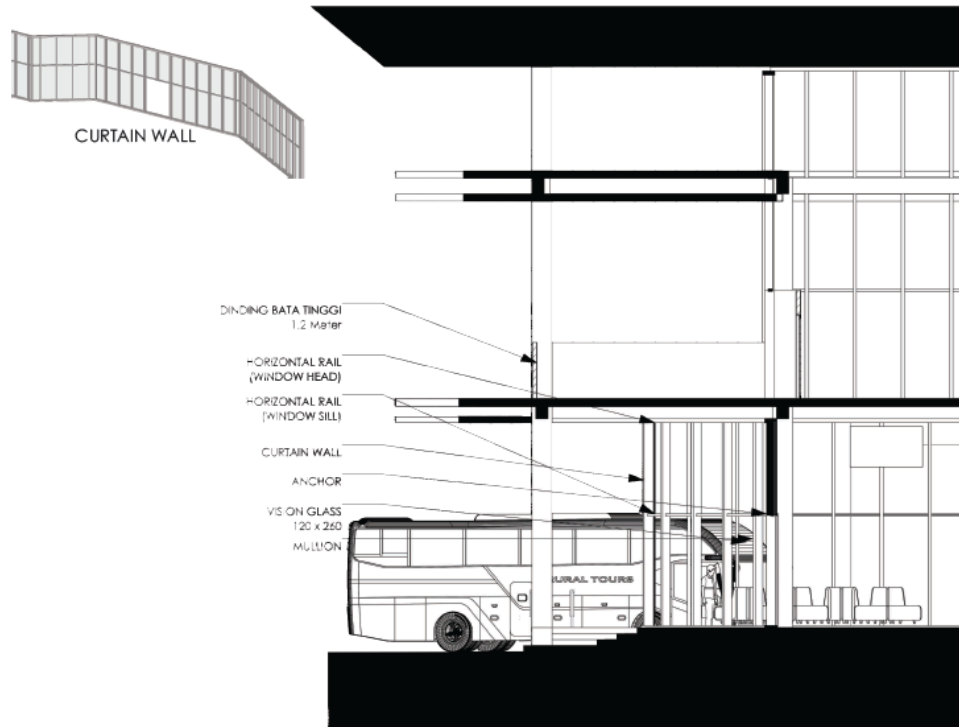 CURTAIN WALL
DINDING BATA TINGGI
1.2 Meter
HORIZONTAL RAIL
(WINDOW HEAD)
HORIZONTAL RAIL
(WINDOW SILL)
CURTAIN WALL
ANCHOR
VISION GLASS
120 x 260
MULLION
RURAL TOURS